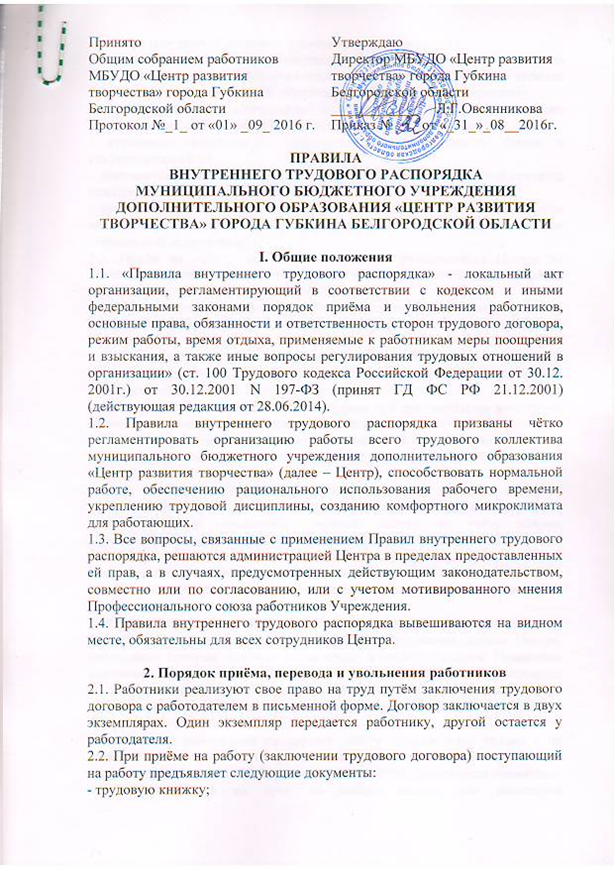 Принято
Общим собранием работников
МБУДО «Центр развития
творчества» города Губкина
Белгородской области
Протокол №_1_ от «01» _09_ 2016 г.
Утверждаю
Директор МБУДО «Центр развития
творчества» города Губкина
Белгородской области
Л.Г.Овсянникова
Приказ № от «_31_»_08__2016г.
ПРАВИЛА
ВНУТРЕННЕГО ТРУДОВОГО РАСПОРЯДКА
МУНИЦИПАЛЬНОГО БЮДЖЕТНОГО УЧРЕЖДЕНИЯ
ДОПОЛНИТЕЛЬНОГО ОБРАЗОВАНИЯ «ЦЕНТР РАЗВИТИЯ
ТВОРЧЕСТВА» ГОРОДА ГУБКИНА БЕЛГОРОДСКОЙ ОБЛАСТИ
I. Общие положения
1.1. «Правила внутреннего трудового распорядка» - локальный акт
организации, регламентирующий в соответствии с кодексом и иными
федеральными законами порядок приёма и увольнения работников,
основные права, обязанности и ответственность сторон трудового договора,
режим работы, время отдыха, применяемые к работникам меры поощрения
и взыскания, а также иные вопросы регулирования трудовых отношений в
организации» (ст. 100 Трудового кодекса Российской Федерации от 30.12.
2001г.) от 30.12.2001 N 197-ФЗ (принят ГД ФС РФ 21.12.2001)
(действующая редакция от 28.06.2014).
1.2. Правила внутреннего трудового распорядка призваны чётко
регламентировать организацию работы всего трудового коллектива
муниципального бюджетного учреждения дополнительного образования
«Центр развития творчества» (далее – Центр), способствовать нормальной
работе, обеспечению рационального использования рабочего времени,
укреплению трудовой дисциплины, созданию комфортного микроклимата
для работающих.
1.3. Все вопросы, связанные с применением Правил внутреннего трудового
распорядка, решаются администрацией Центра в пределах предоставленных
ей прав, а в случаях, предусмотренных действующим законодательством,
совместно или по согласованию, или с учетом мотивированного мнения
Профессионального союза работников Учреждения.
1.4. Правила внутреннего трудового распорядка вывешиваются на видном
месте, обязательны для всех сотрудников Центра.
2. Порядок приёма, перевода и увольнения работников
2.1. Работники реализуют свое право на труд путём заключения трудового
договора с работодателем в письменной форме. Договор заключается в двух
экземплярах. Один экземпляр передается работнику, другой остается у
работодателя.
2.2. При приёме на работу (заключении трудового договора) поступающий
на работу предъявляет следующие документы:
- трудовую книжку;